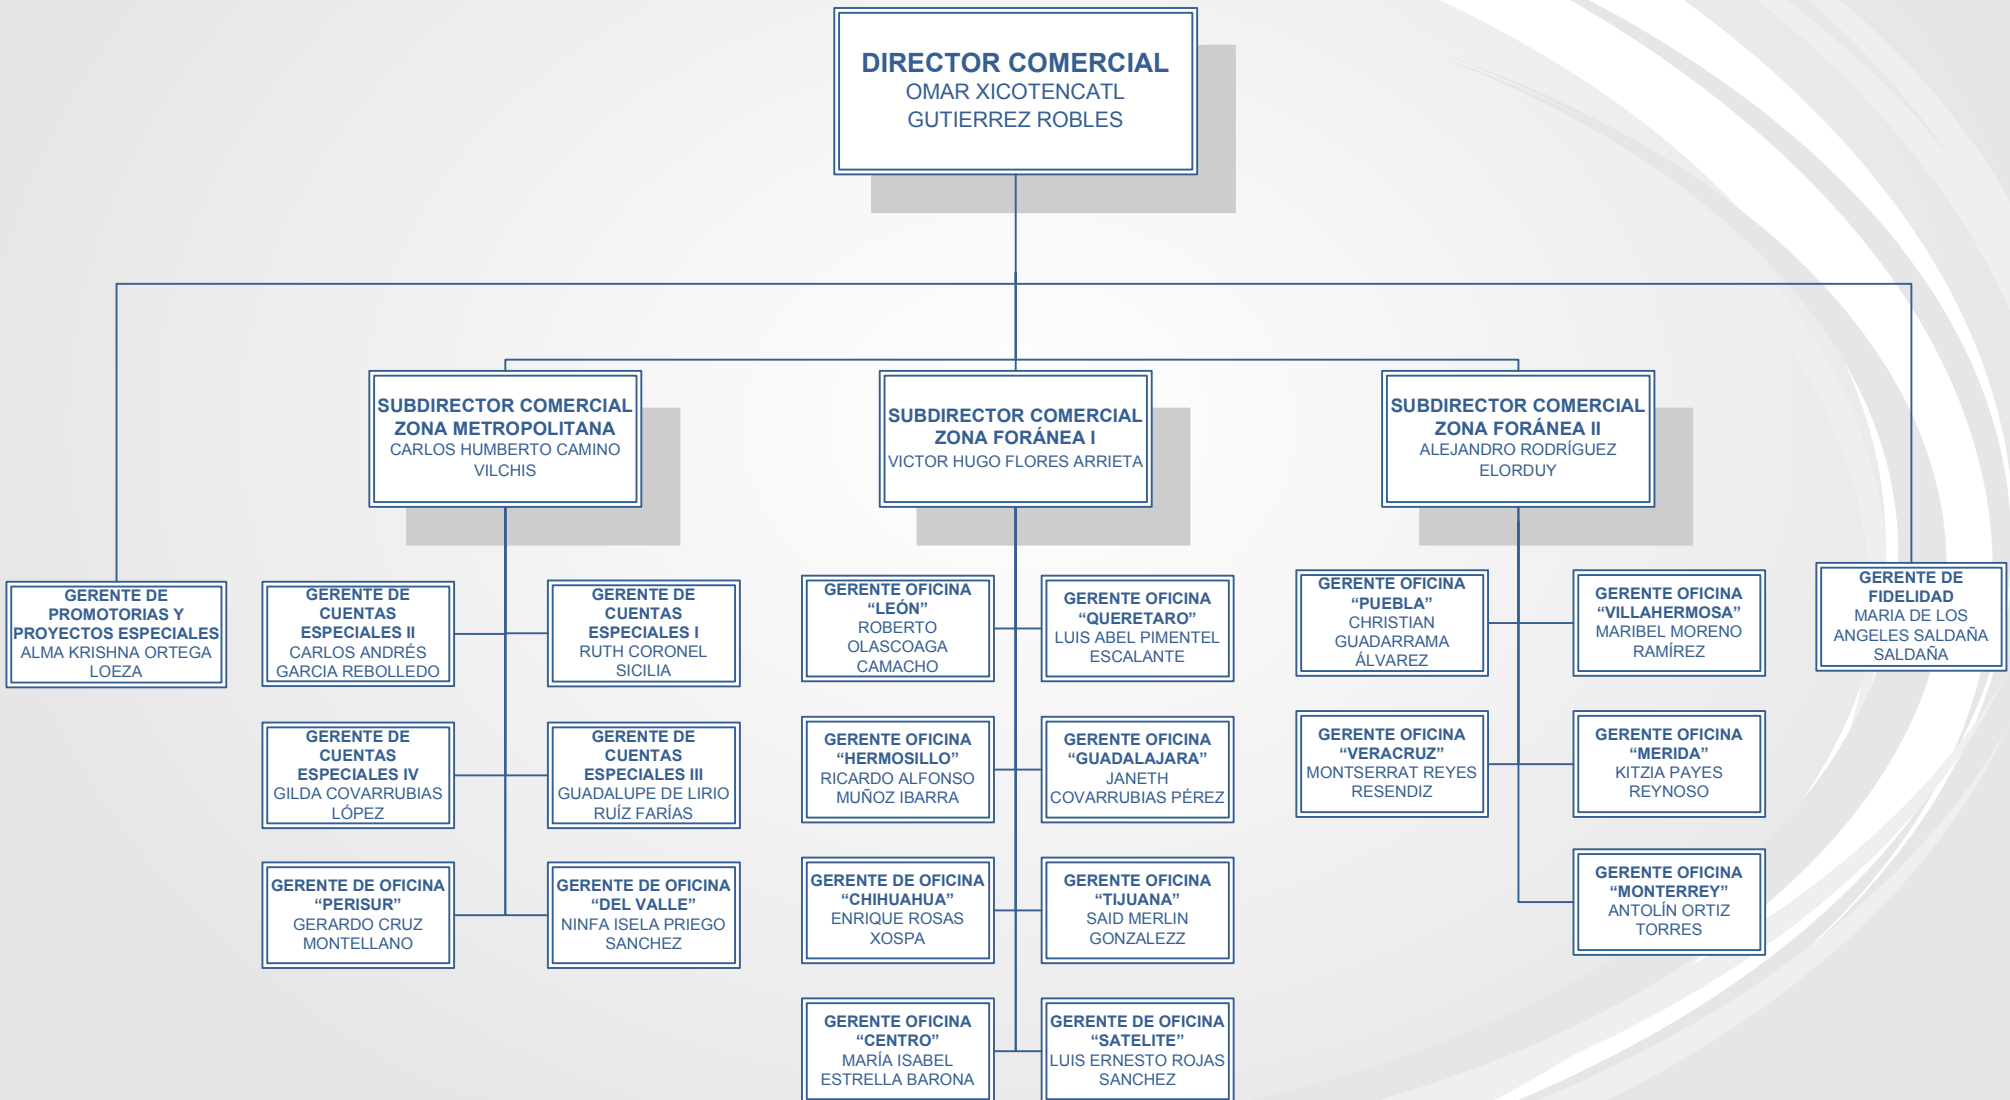 DIRECTOR COMERCIAL
OMAR XICOTENCATL
GUTIERREZ ROBLES
SUBDIRECTOR COMERCIAL
ZONA METROPOLITANA
CARLOS HUMBERTO CAMINO
VILCHIS
SUBDIRECTOR COMERCIAL
ZONA FORÁNEA I
VICTOR HUGO FLORES ARRIETA
SUBDIRECTOR COMERCIAL
ZONA FORÁNEA II
ALEJANDRO RODRÍGUEZ
ELORDUY
GERENTE DE
PROMOTORIAS Y
PROYECTOS ESPECIALES
ALMA KRISHNA ORTEGA
LOEZA
GERENTE DE
CUENTAS
ESPECIALES II
CARLOS ANDRÉS
GARCIA REBOLLEDO
GERENTE DE
CUENTAS
ESPECIALES I
RUTH CORONEL
SICILIA
GERENTE OFICINA
“LEÓN”
ROBERTO
OLASCOAGA
CAMACHO
GERENTE OFICINA
“QUERETARO”
LUIS ABEL PIMENTEL
ESCALANTE
GERENTE OFICINA
“PUEBLA”
CHRISTIAN
GUADARRAMA
ÁLVAREZ
GERENTE OFICINA
“VILLAHERMOSA”
MARIBEL MORENO
RAMÍREZ
GERENTE DE
FIDELIDAD
MARIA DE LOS
ANGELES SALDAÑA
SALDAÑA
GERENTE DE
CUENTAS
ESPECIALES IV
GILDA COVARRUBIAS
LÓPEZ
GERENTE DE
CUENTAS
ESPECIALES III
GUADALUPE DE LIRIO
RUÍZ FARÍAS
GERENTE OFICINA
“HERMOSILLO”
RICARDO ALFONSO
MUÑOZ IBARRA
GERENTE OFICINA
“GUADALAJARA”
JANETH
COVARRUBIAS PÉREZ
GERENTE OFICINA
“VERACRUZ”
MONTSERRAT REYES
RESENDIZ
GERENTE OFICINA
“MERIDA”
KITZIA PAYES
REYNOSO
GERENTE DE OFICINA
“PERISUR”
GERARDO CRUZ
MONTELLANO
GERENTE DE OFICINA
“DEL VALLE”
NINFA ISELA PRIEGO
SANCHEZ
GERENTE DE OFICINA
“CHIHUAHUA”
ENRIQUE ROSAS
XOSPA
GERENTE OFICINA
“TIJUANA”
SAID MERLIN
GONZALEZZ
GERENTE OFICINA
“MONTERREY”
ANTOLÍN ORTIZ
TORRES
GERENTE OFICINA
“CENTRO”
MARÍA ISABEL
ESTRELLA BARONA
GERENTE DE OFICINA
“SATELITE”
LUIS ERNESTO ROJAS
SANCHEZ